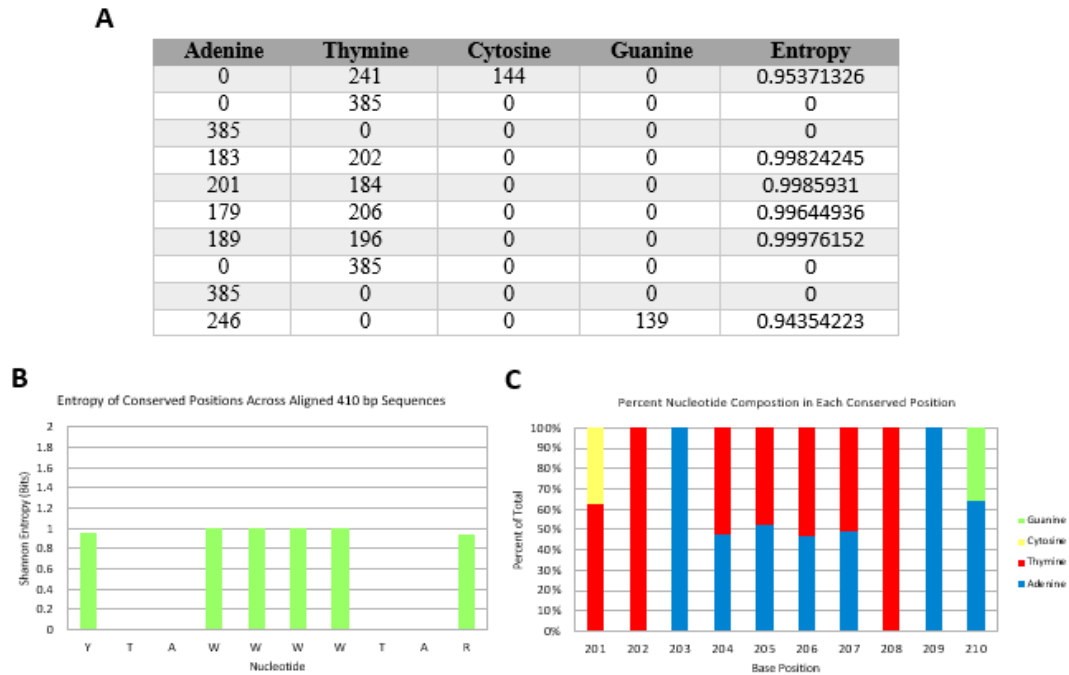 A
Adenine Thymine Cytosine Guanine Entropy
0 241 144 0 0.95371326
0 385 0 0 0
385 0 0 0 0
183 202 0 0 0.99824245
201 184 0 0 0.9985931
179 206 0 0 0.99644936
189 196 0 0 0.99976152
0 385 0 0 0
385 0 0 0 0
246 0 0 139 0.94354223
B
Entropy of Conserved Positions Across Aligned 410 bp Sequences
Shannon Entropy (Bits)
2
1.8
1.6
1.4
1.2
1
0.8
0.6
0.4
0.2
0
Y T A W W W W T A R
Nucleotide
C
Percent Nucleotide Compostion in Each Conserved Position
Percent of Total
100%
90%
80%
70%
60%
50%
40%
30%
20%
10%
0%
201 202 203 204 205 206 207 208 209 210
Base Position
Guanine
Cytosine
Thymine
Adenine